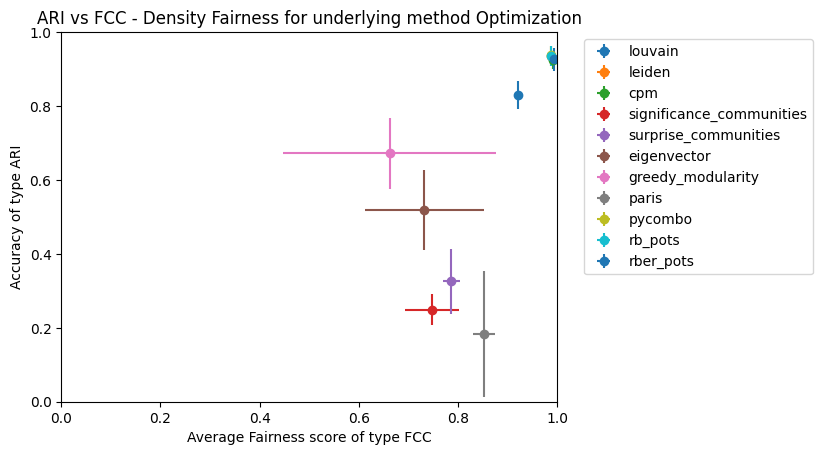 ARI vs FCC - Density Fairness for underlying method Optimization
Accuracy of type ARI
1.0
0.8
0.6
0.4
0.2
0.0
0.0 0.2 0.4 0.6 0.8 1.0
Average Fairness score of type FCC
louvain
leiden
cpm
significance_communities
surprise_communities
eigenvector
greedy_modularity
paris
pycombo
rb_pots
rber_pots